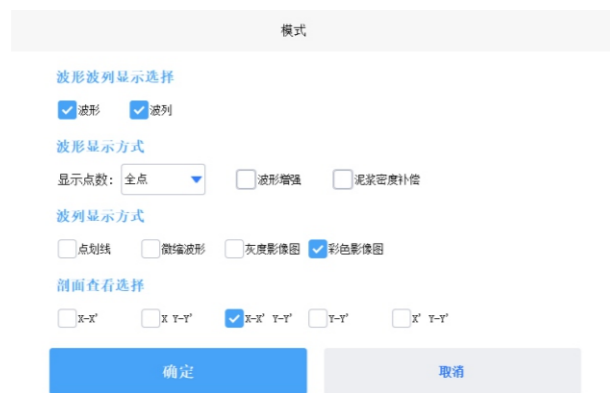 模式
波形波列显示选择
波形 波列
波形显示方式
显示点数: 全点 波形增强 泥浆密度补偿
波列显示方式
点划线 微缩波形 灰度影像图 彩色影像图
剖面查看选择
X-X' X Y-Y' X-X' Y-Y' Y-Y' X' Y-Y'
确定 取消